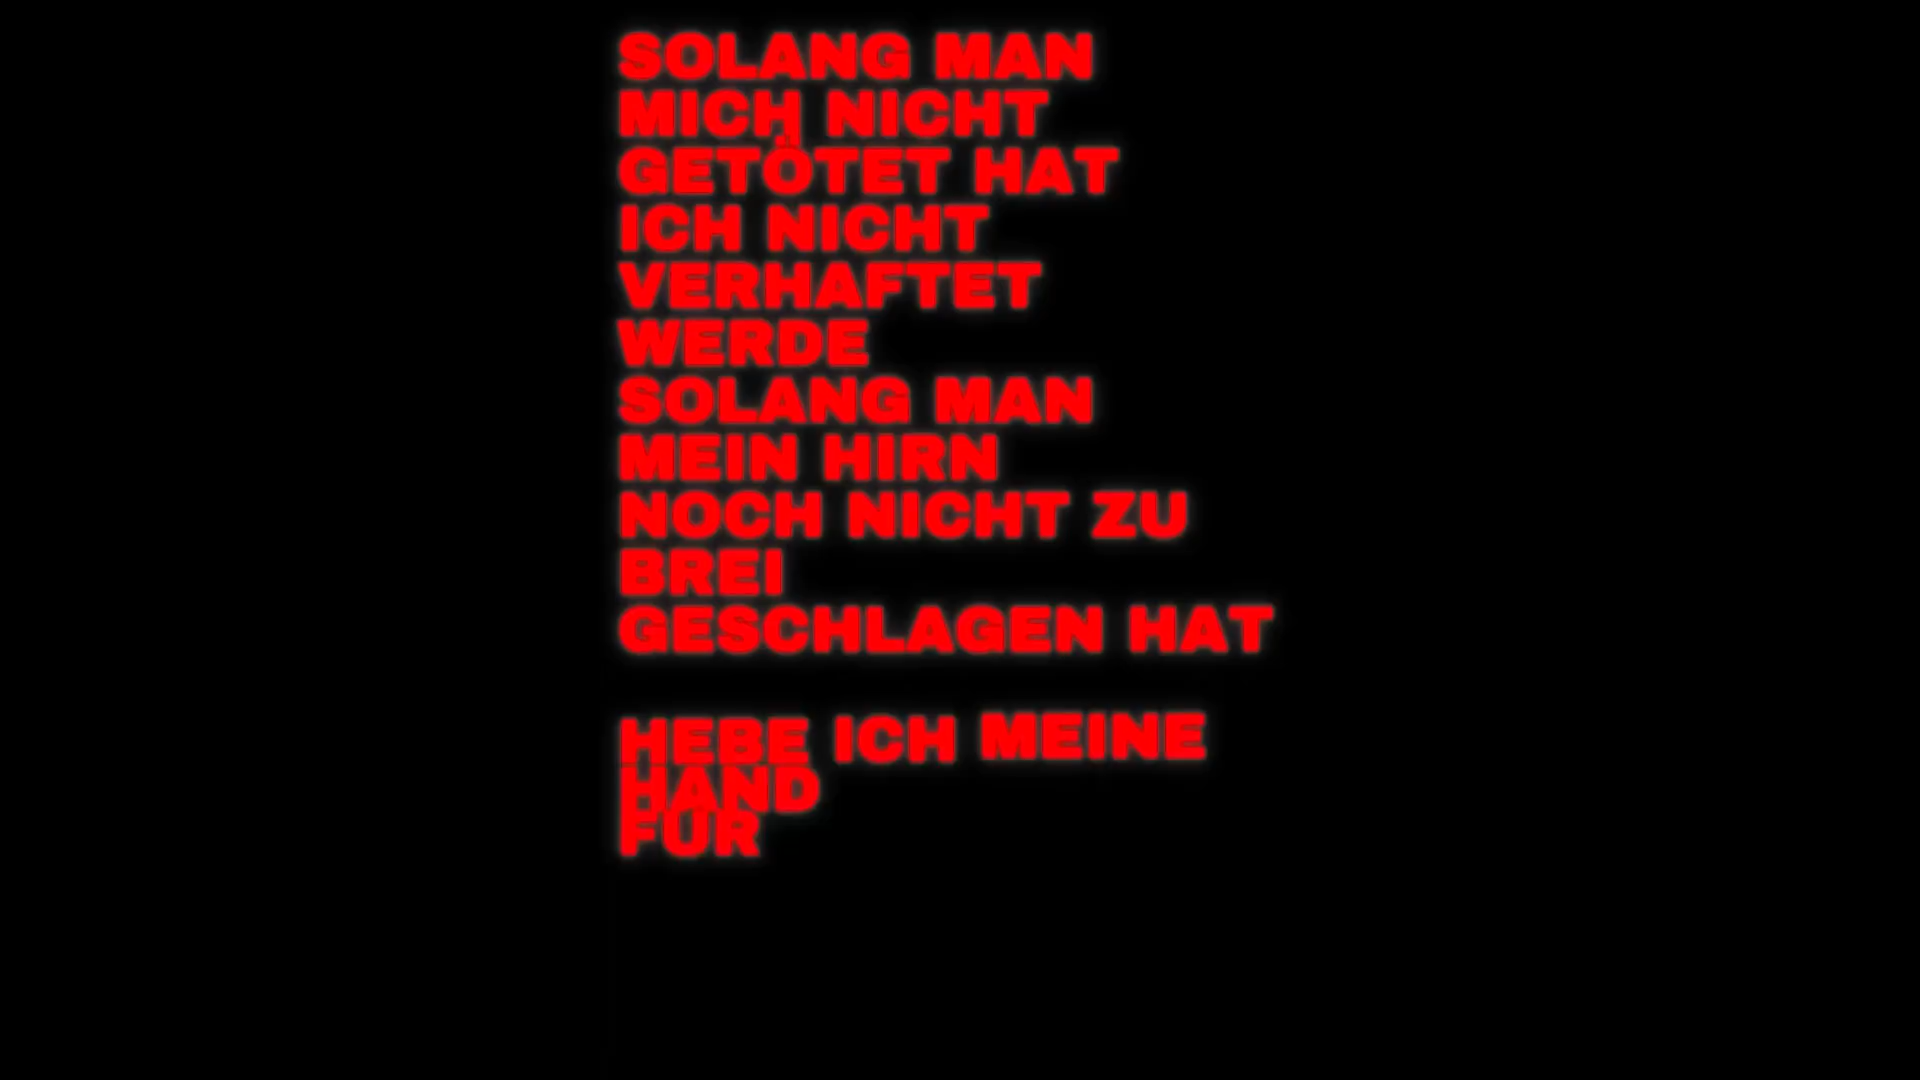 SOLANG MAN
MICH NICHT
GETÖTET HAT
ICH NICHT
VERHAFTET
WERDE
SOLANG MAN
MEIN HIRN
NOCH NICHT ZU
BREI
GESCHLAGEN HAT
HEBE ICH MEINE
HAND
FÜR